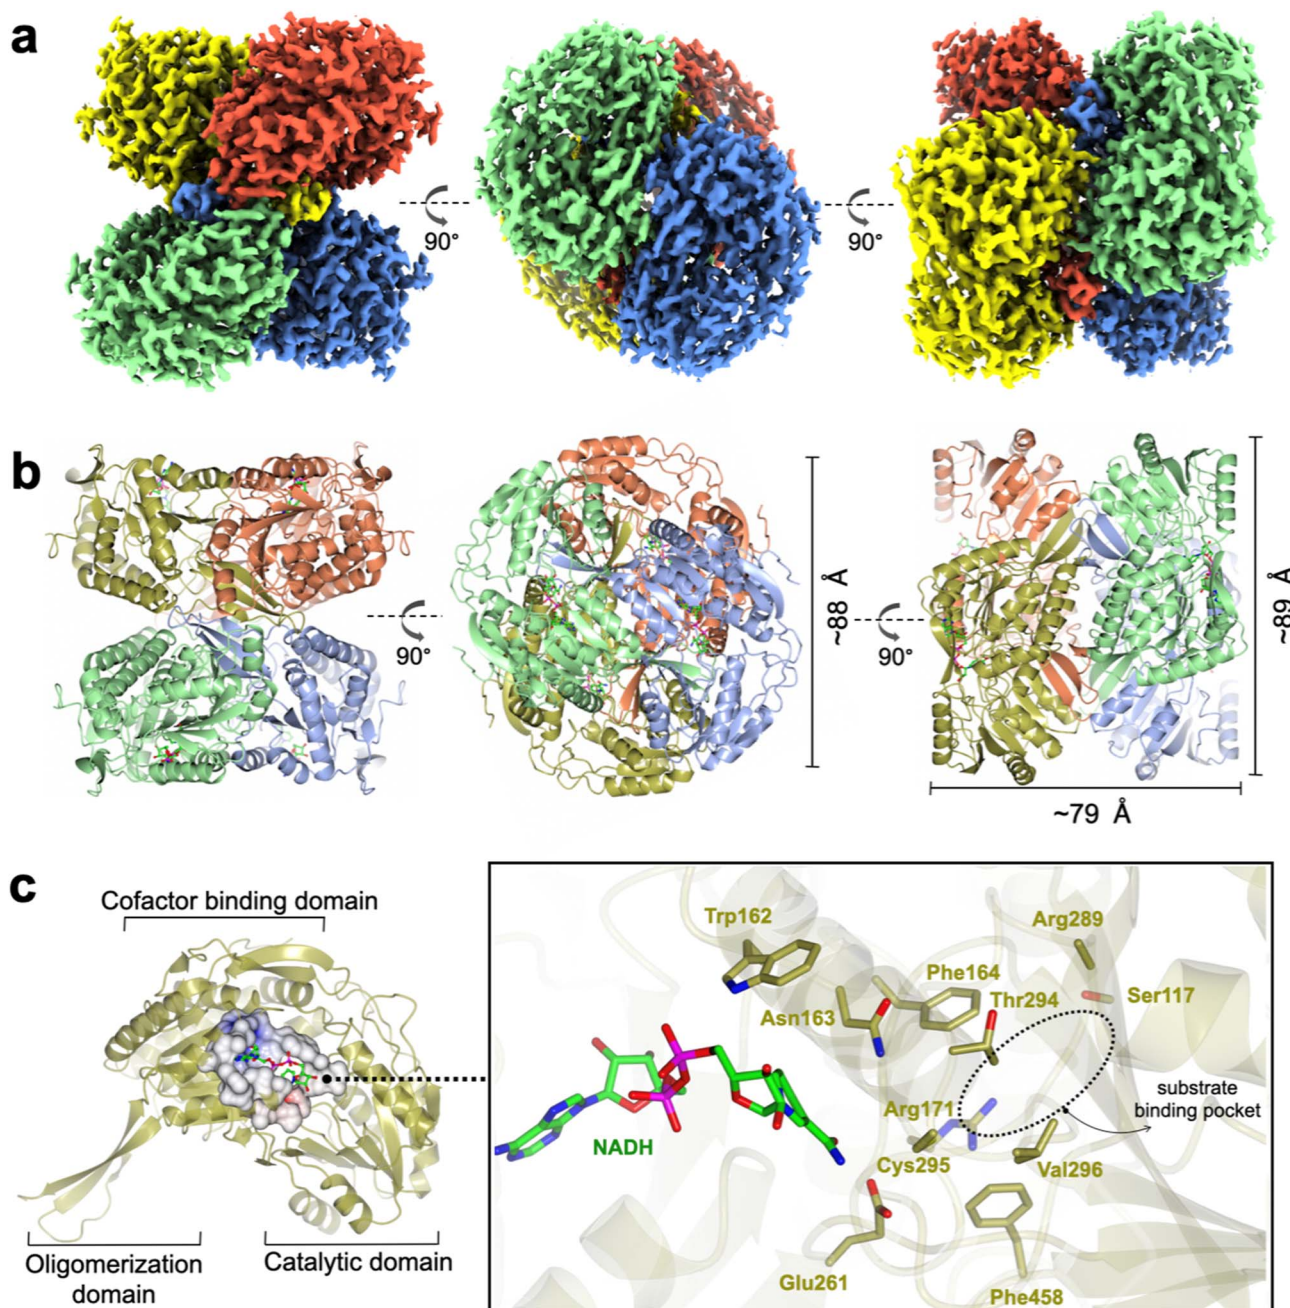 a
90°
90°
b
90°
~88 Å
90°
~89 Å
~79 Å
c
Cofactor binding domain
Oligomerization
domain
Catalytic domain
Trp162
Arg289
Phe164
Thr294
Ser117
Asn163
substrate
binding pocket
Arg171
NADH
Cys295
Val296
Glu261
Phe458